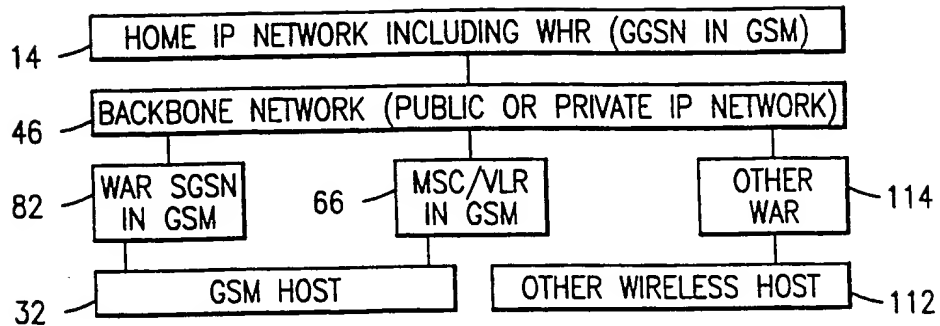 14 HOME IP NETWORK INCLUDING WHR (GGSN IN GSM)
46 BACKBONE NETWORK (PUBLIC OR PRIVATE IP NETWORK)
82 WAR SGSN
IN GSM
66 MSC/VLR
IN GSM
OTHER
WAR 114
32 GSM HOST
OTHER WIRELESS HOST 112